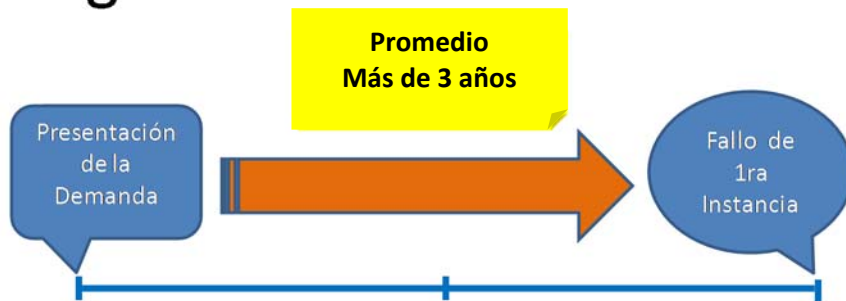 Promedio
Más de 3 años
Presentación
de la
Demanda
Fallo de
1ra
Instancia